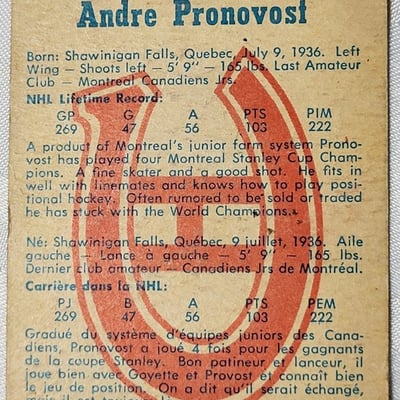 Andre Pronovost
Born: Shawinigan Falls, Quebec, July 9, 1936. Left
Wing — Shoots left — 5' 9" — 165 lbs. Last Amateur
Club — Montreal Canadiens Jrs.
NHL Lifetime Record:
GP G A PTS PIM
269 47 56 103 222
A product of Montreal's junior farm system Prono-
vost has played four Montreal Stanley Cup Cham-
pions. A fine skater and a good shot. He fits in
well with linemates and knows how to play posi-
tional hockey. Often rumored to be sold or traded
he has stuck with the World Champions.
Né: Shawinigan Falls, Québec, 9 juillet, 1936. Aile
gauche — Lance à gauche — 5' 9" — 165 lbs.
Dernier club amateur — Canadiens Jrs de Montréal.
Carrière dans la NHL:
PJ B A PTS PEM
269 47 56 103 222
Gradué du système d'équipes juniors des Cana-
diens, Pronovost a joué 4 fois pour les gagnants
de la coupe Stanley. Bon patineur et lanceur, il
joue bien avec Goyette et Provost et connaît bien
le jeu de position. On a dit qu'il serait échangé,